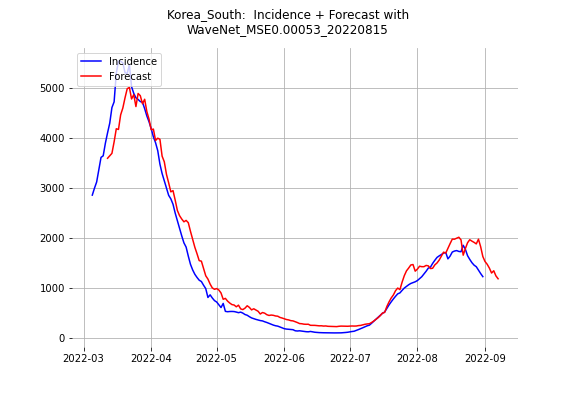 Korea_South:  Incidence + Forecast with
WaveNet_MSE0.00053_20220815
Incidence
Forecast
5000
4000
3000
2000
1000
0
2022-03 2022-04 2022-05 2022-06 2022-07 2022-08 2022-09